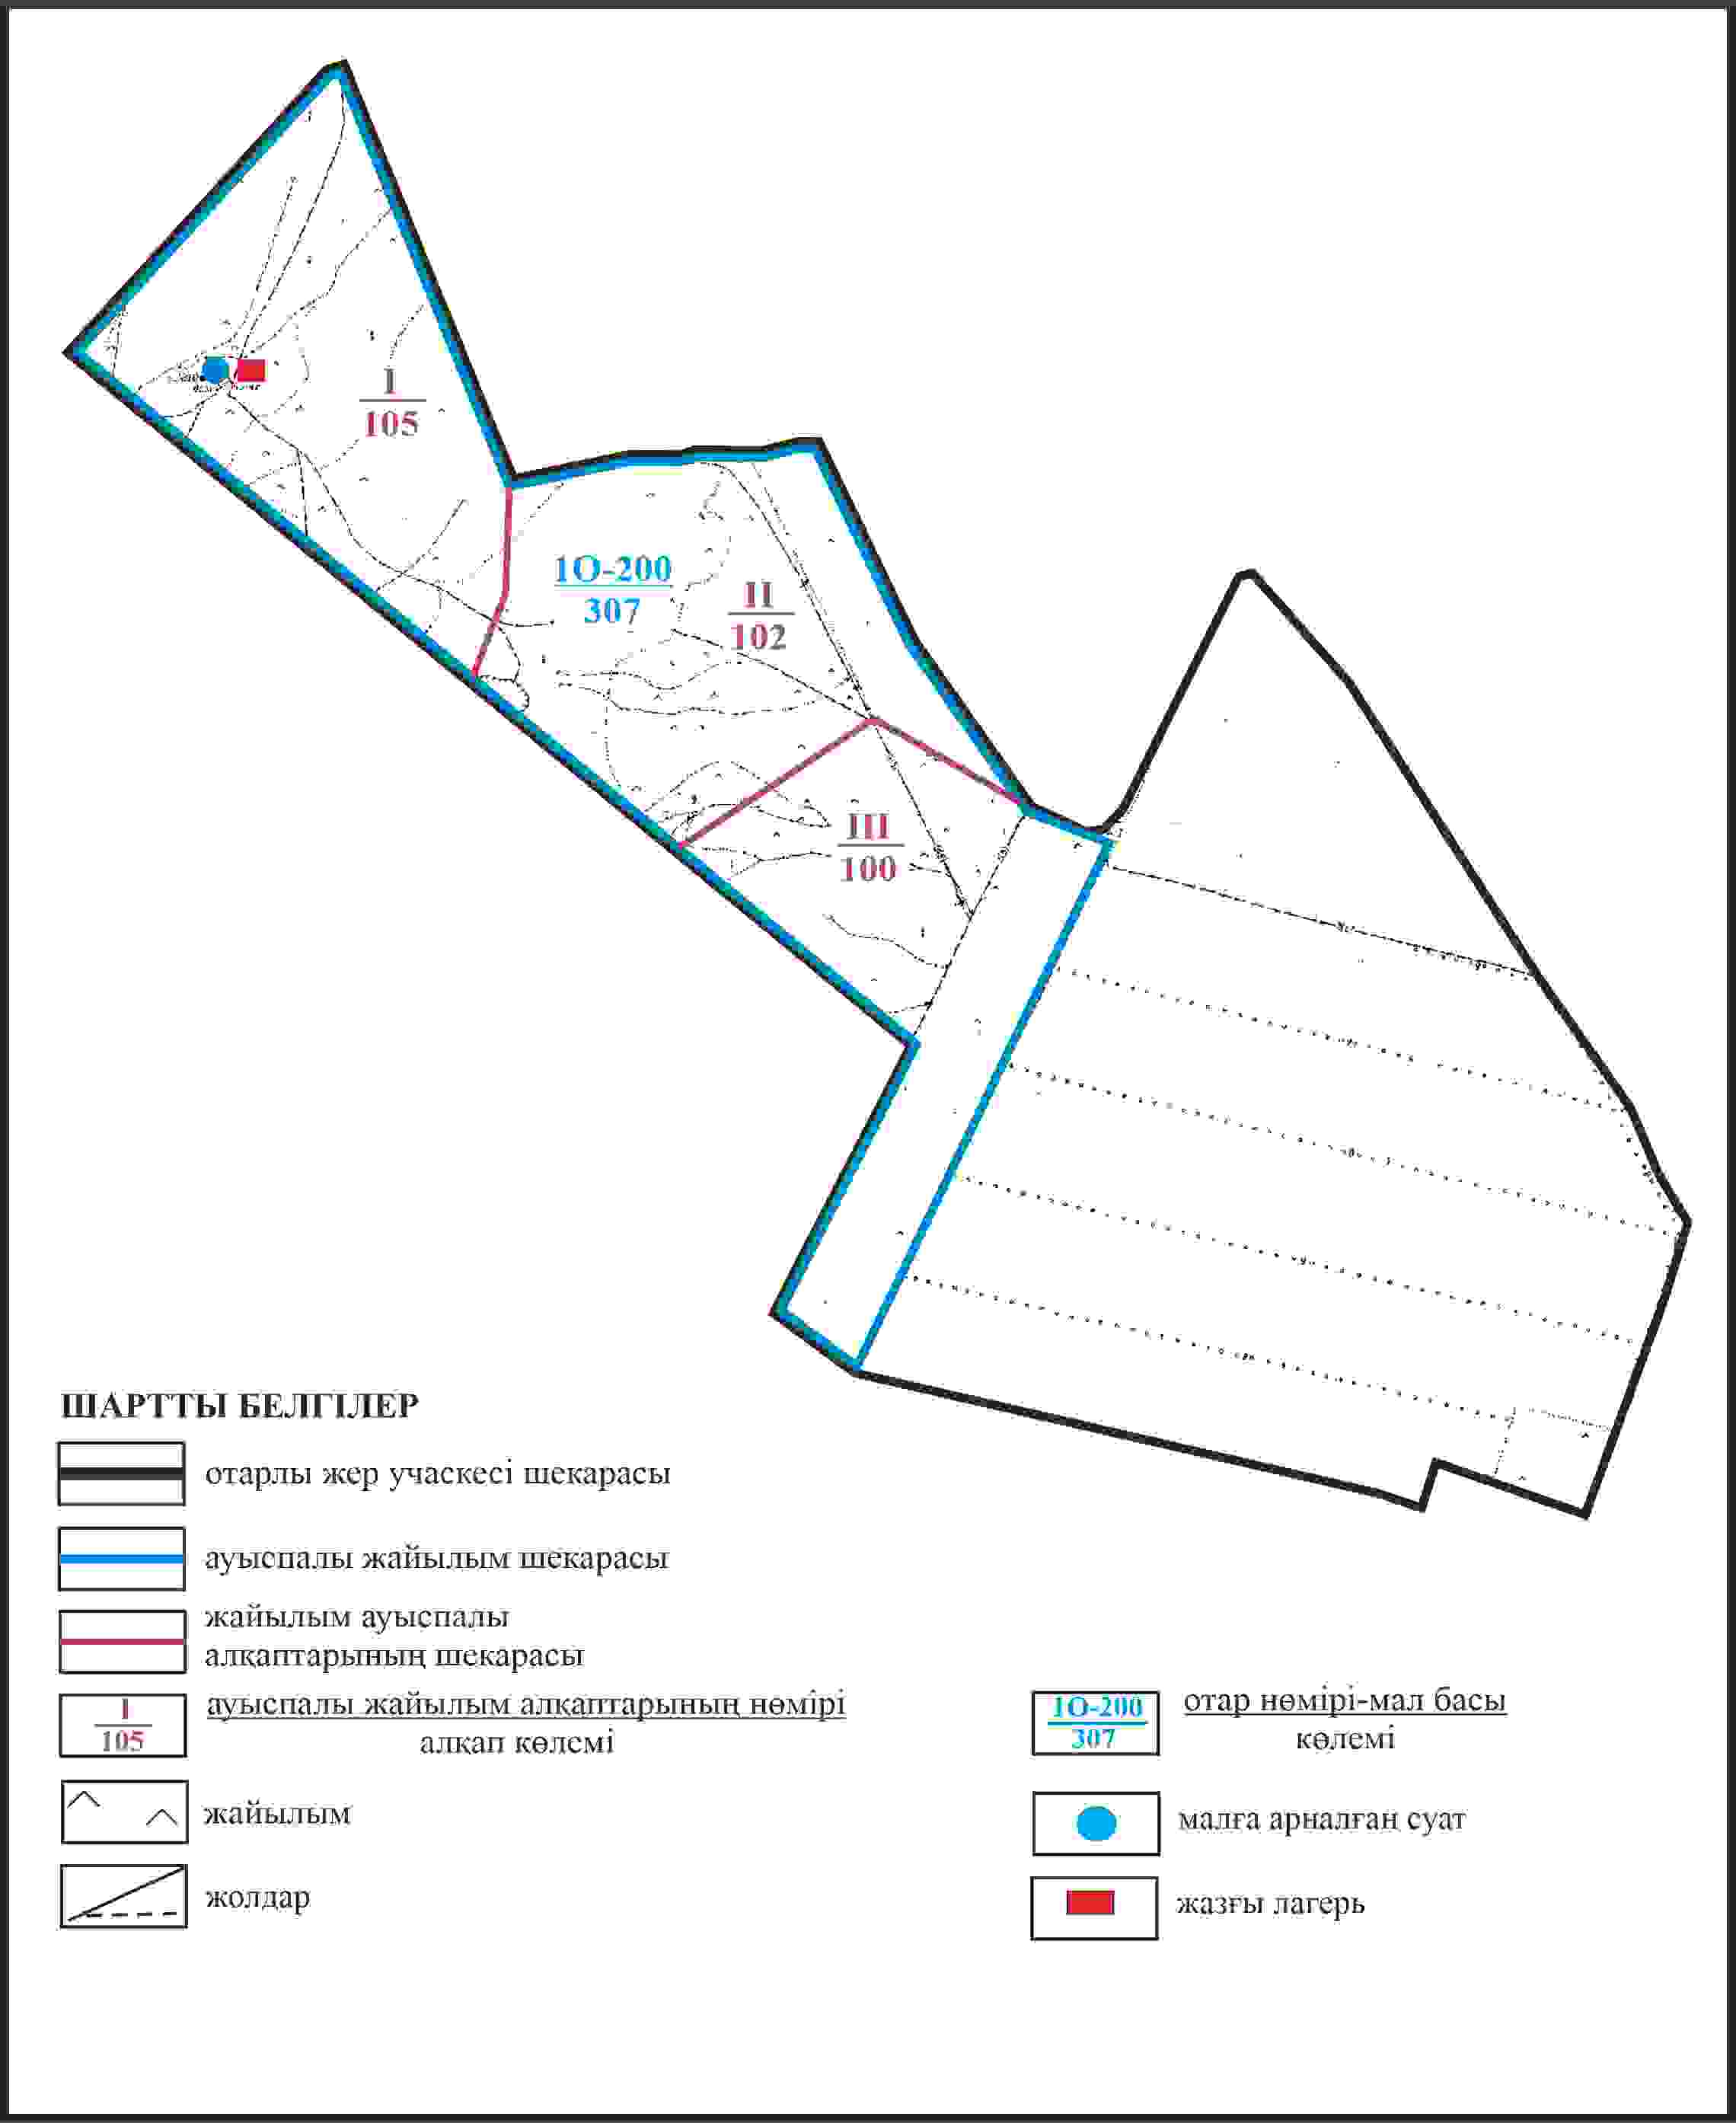 I
105
1О-200
307
II
102
III
100
ШАРТТЫ БЕЛГІЛЕР
отарлы жер учаскесі шекарасы
ауыспалы жайылым шекарасы
жайылым ауыспалы
алқаптарының шекарасы
I
105
ауыспалы жайылым алқаптарының нөмірі
алқап көлемі
жайылым
жолдар
1О-200
307
отар нөмірі-мал басы
көлемі
малға арналған суат
жазғы лагерь